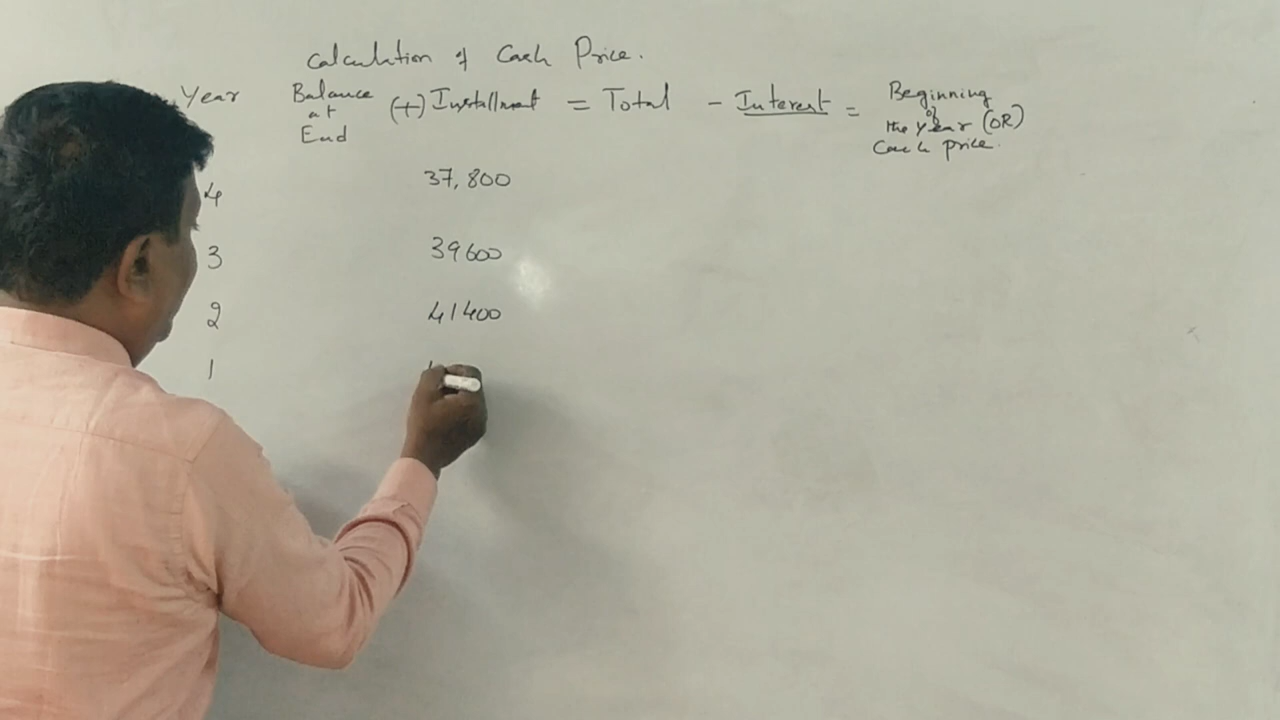 Calculation of Cash Price.
Year Balance at End (+) Installment = Total - Interest = Beginning of the year (OR) Cash price.
4 37,800
3 39600
2 41400
1